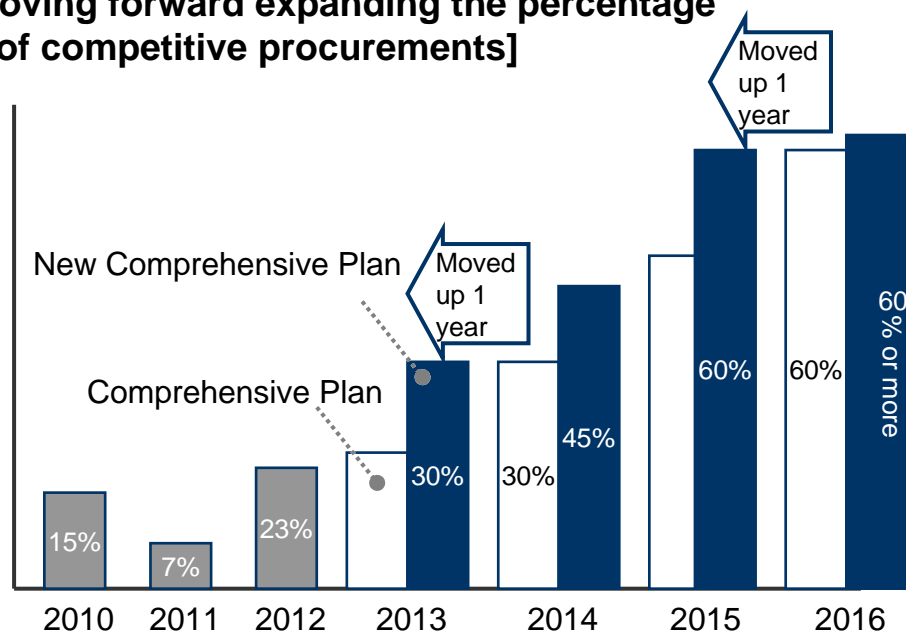 oving forward expanding the percentage
of competitive procurements]
Moved
up 1
year
New Comprehensive Plan
Moved
up 1
year
Comprehensive Plan
15%
7%
23%
30%
30%
45%
60%
60%
60% or more
2010 2011 2012 2013 2014 2015 2016